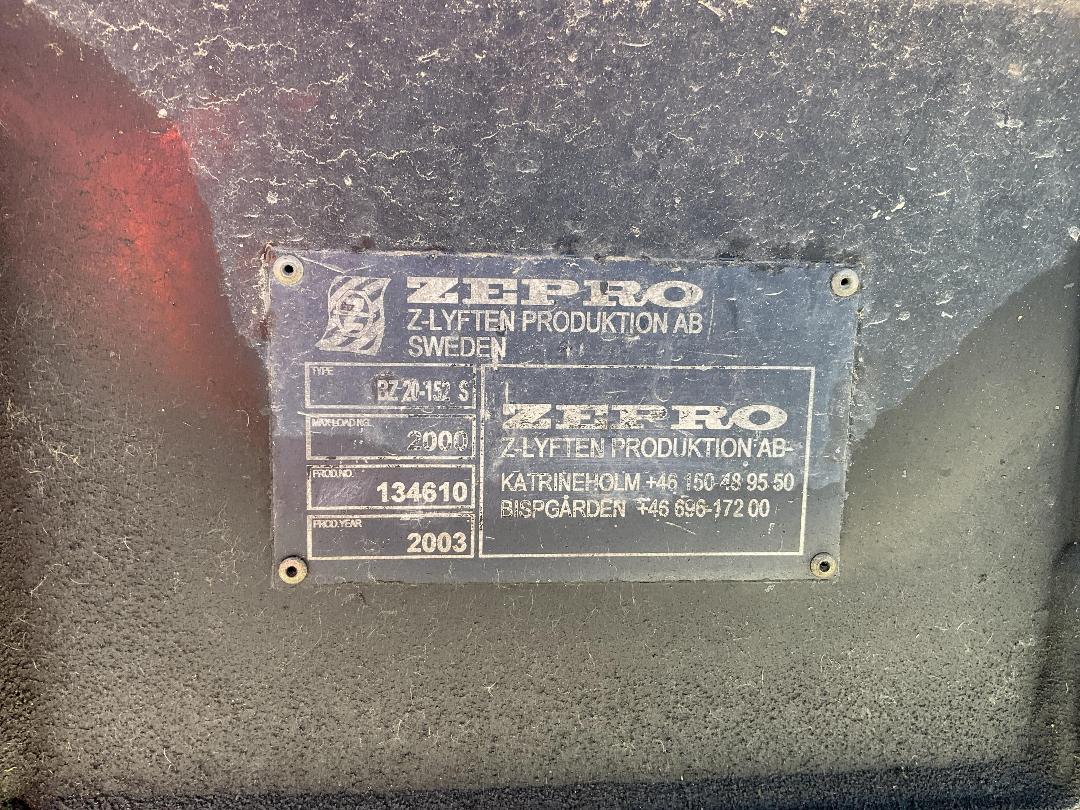 ZEPRO
Z-LYFTEN PRODUKTION AB
SWEDEN
TYPE
BZ 20-152 S
MAX LOAD KG.
2000
PROD.NO.
134610
PROD.YEAR
2003
ZEPRO
Z-LYFTEN PRODUKTION AB-
KATRINEHOLM +46 150-48 95 50
BISPGÅRDEN +46 696-172 00